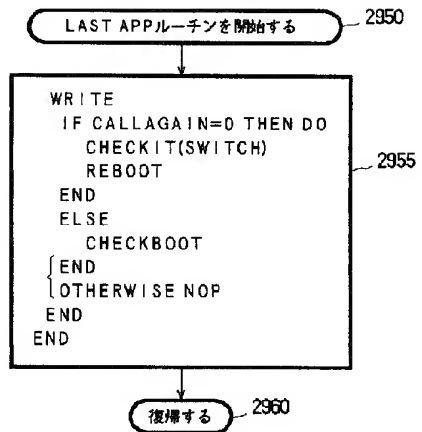 LAST APPルーチンを開始する
2950
WRITE
IF CALLAGAIN=0 THEN DO
CHECKIT(SWITCH)
REBOOT
2955
END
ELSE
CHECKBOOT
END
OTHERWISE NOP
END
END
復帰する
2960